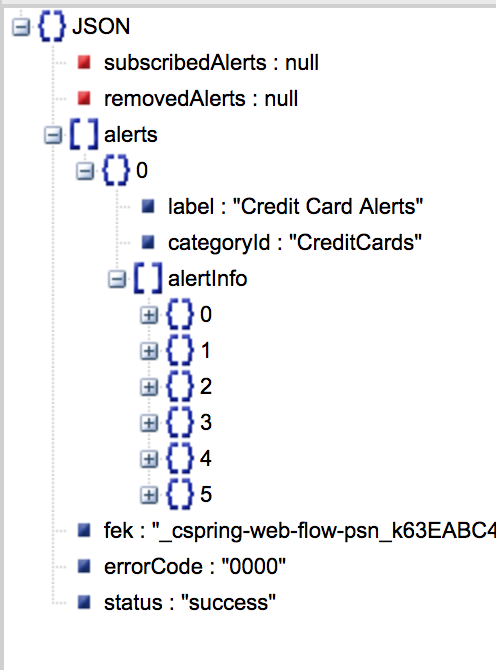 JSON
subscribedAlerts : null
removedAlerts : null
alerts
0
label : "Credit Card Alerts"
categoryId : "CreditCards"
alertInfo
0
1
2
3
4
5
fek : "_cspring-web-flow-psn_k63EABC4
errorCode : "0000"
status : "success"